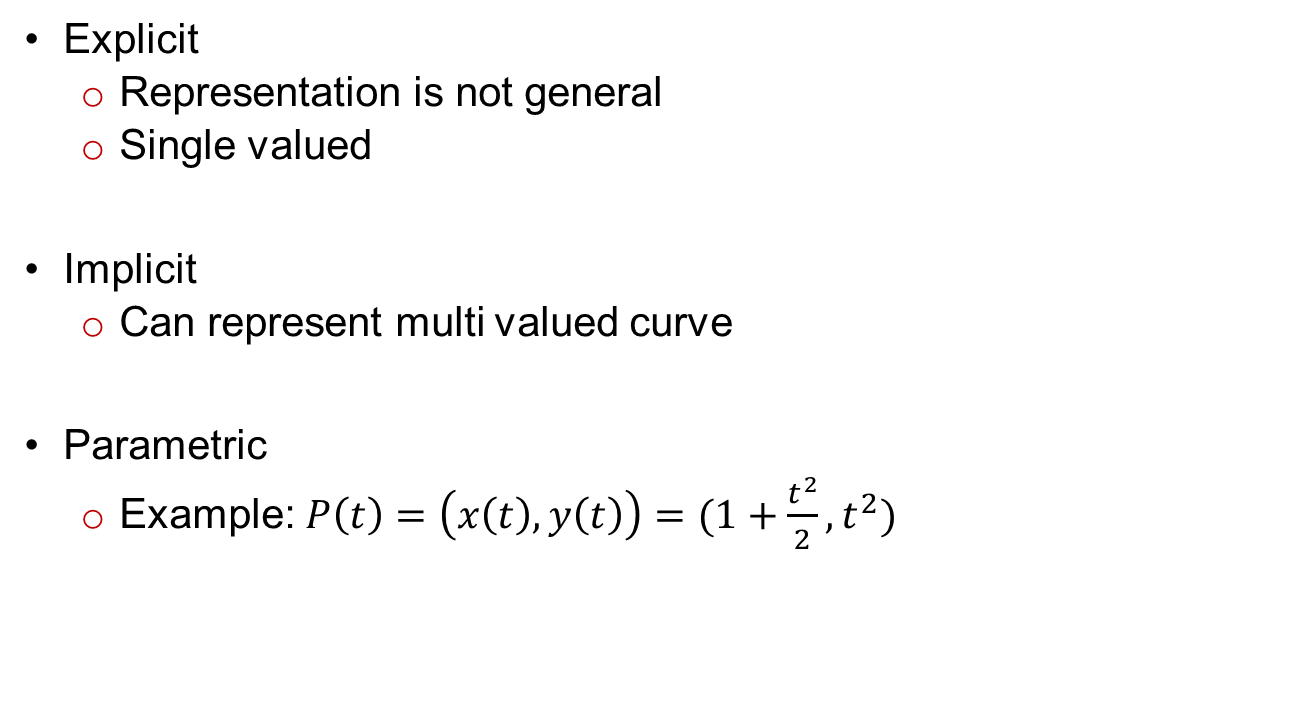 • Explicit
o Representation is not general
o Single valued
• Implicit
o Can represent multi valued curve
• Parametric
o Example: 𝑃(𝑡) = (𝑥(𝑡), 𝑦(𝑡)) = (1 + 𝑡²/2, 𝑡²)